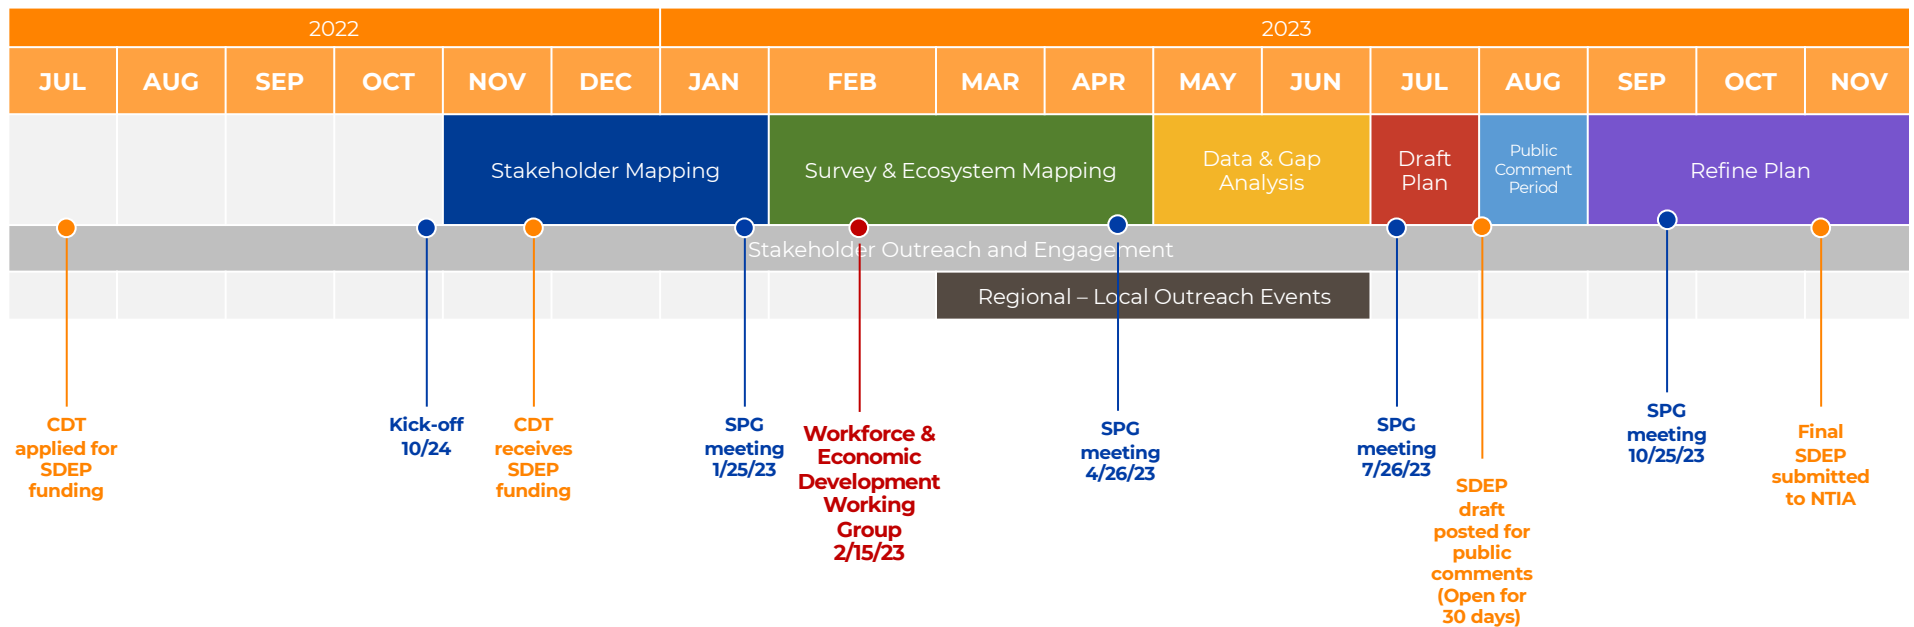 2022
2023
JUL
AUG
SEP
OCT
NOV
DEC
JAN
FEB
MAR
APR
MAY
JUN
JUL
AUG
SEP
OCT
NOV
Stakeholder Mapping
Survey & Ecosystem Mapping
Data & Gap
Analysis
Draft
Plan
Public
Comment
Period
Refine Plan
Stakeholder Outreach and Engagement
Regional – Local Outreach Events
CDT
applied for
SDEP
funding
Kick-off
10/24
CDT
receives
SDEP
funding
SPG
meeting
1/25/23
Workforce &
Economic
Development
Working
Group
2/15/23
SPG
meeting
4/26/23
SPG
meeting
7/26/23
SDEP
draft
posted for
public
comments
(Open for
30 days)
SPG
meeting
10/25/23
Final
SDEP
submitted
to NTIA